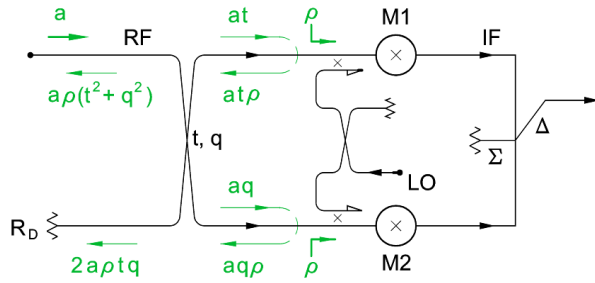 a
RF
at
ρ
M1
IF
aρ(t² + q²)
atρ
t, q
Δ
Σ
LO
aq
R_D
2aρtq
aqρ
ρ
M2